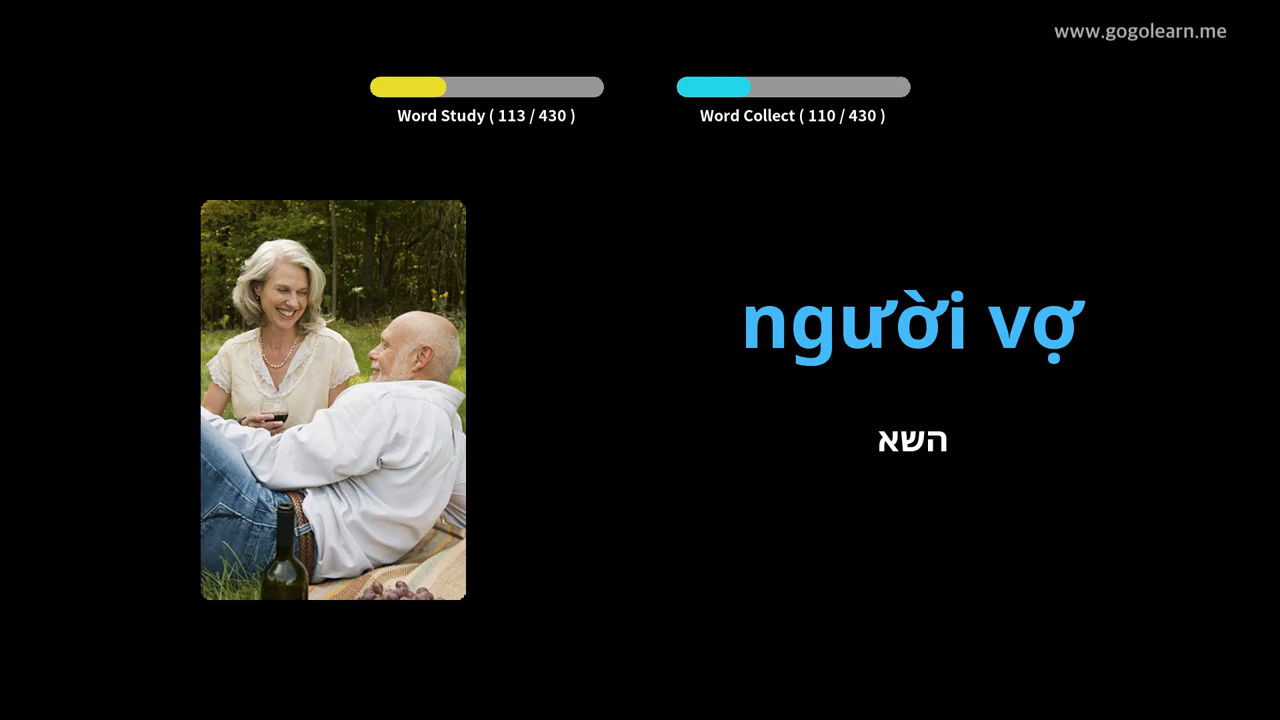 www.gogolearn.me
Word Study ( 113 / 430 )
Word Collect ( 110 / 430 )
người vợ
השא